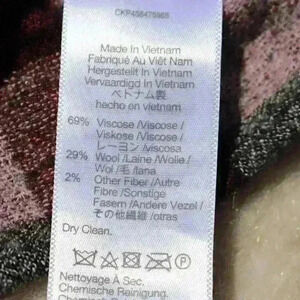 CKP458475965
Made In Vietnam
Fabriqué Au Viêt Nam
Hergestellt In Vietnam
Vervaardigd In Vietnam
ベトナム製
hecho en vietnam
69% Viscose /Viscose /
Viskose /Viscose /
レーヨン /viscosa
29% Wool /Laine /Wolle /
Wol /毛 /lana
2% Other Fiber /Autre
Fibre /Sonstige
Fasern /Andere Vezel /
その他繊維 /otras
Dry Clean.
Nettoyage À Sec.
Chemische Reinigung.